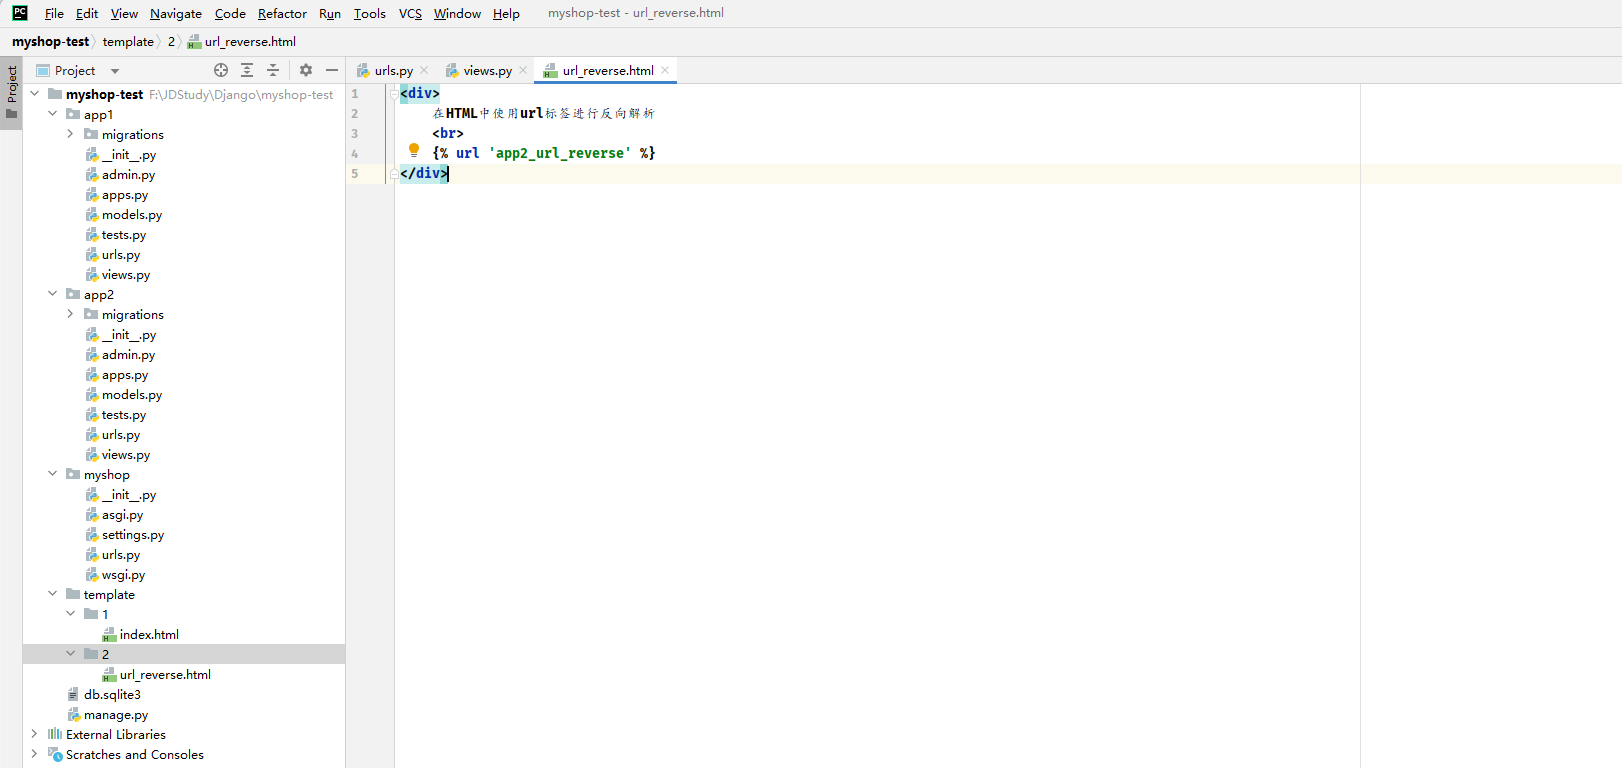 PC File Edit View Navigate Code Refactor Run Tools VCS Window Help myshop-test - url_reverse.html
myshop-test template 2 url_reverse.html
Project
Project
urls.py views.py url_reverse.html
myshop-test F:\JDStudy\Django\myshop-test
app1
migrations
__init__.py
admin.py
apps.py
models.py
tests.py
urls.py
views.py
app2
migrations
__init__.py
admin.py
apps.py
models.py
tests.py
urls.py
views.py
myshop
__init__.py
asgi.py
settings.py
urls.py
wsgi.py
template
1
index.html
2
url_reverse.html
db.sqlite3
manage.py
External Libraries
Scratches and Consoles
1 <div>
2 在HTML中使用url标签进行反向解析
3 <br>
4 {% url 'app2_url_reverse' %}
5 </div>